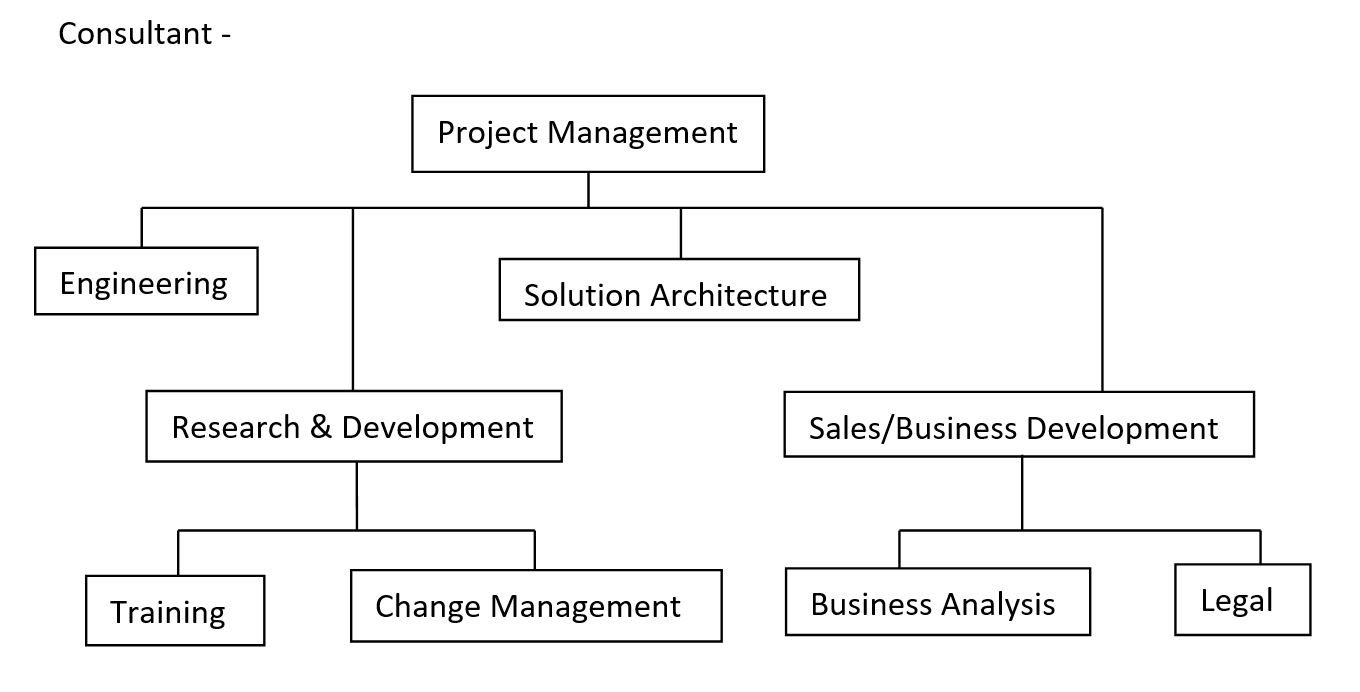 Consultant -
Project Management
Engineering
Solution Architecture
Research & Development
Sales/Business Development
Training
Change Management
Business Analysis
Legal